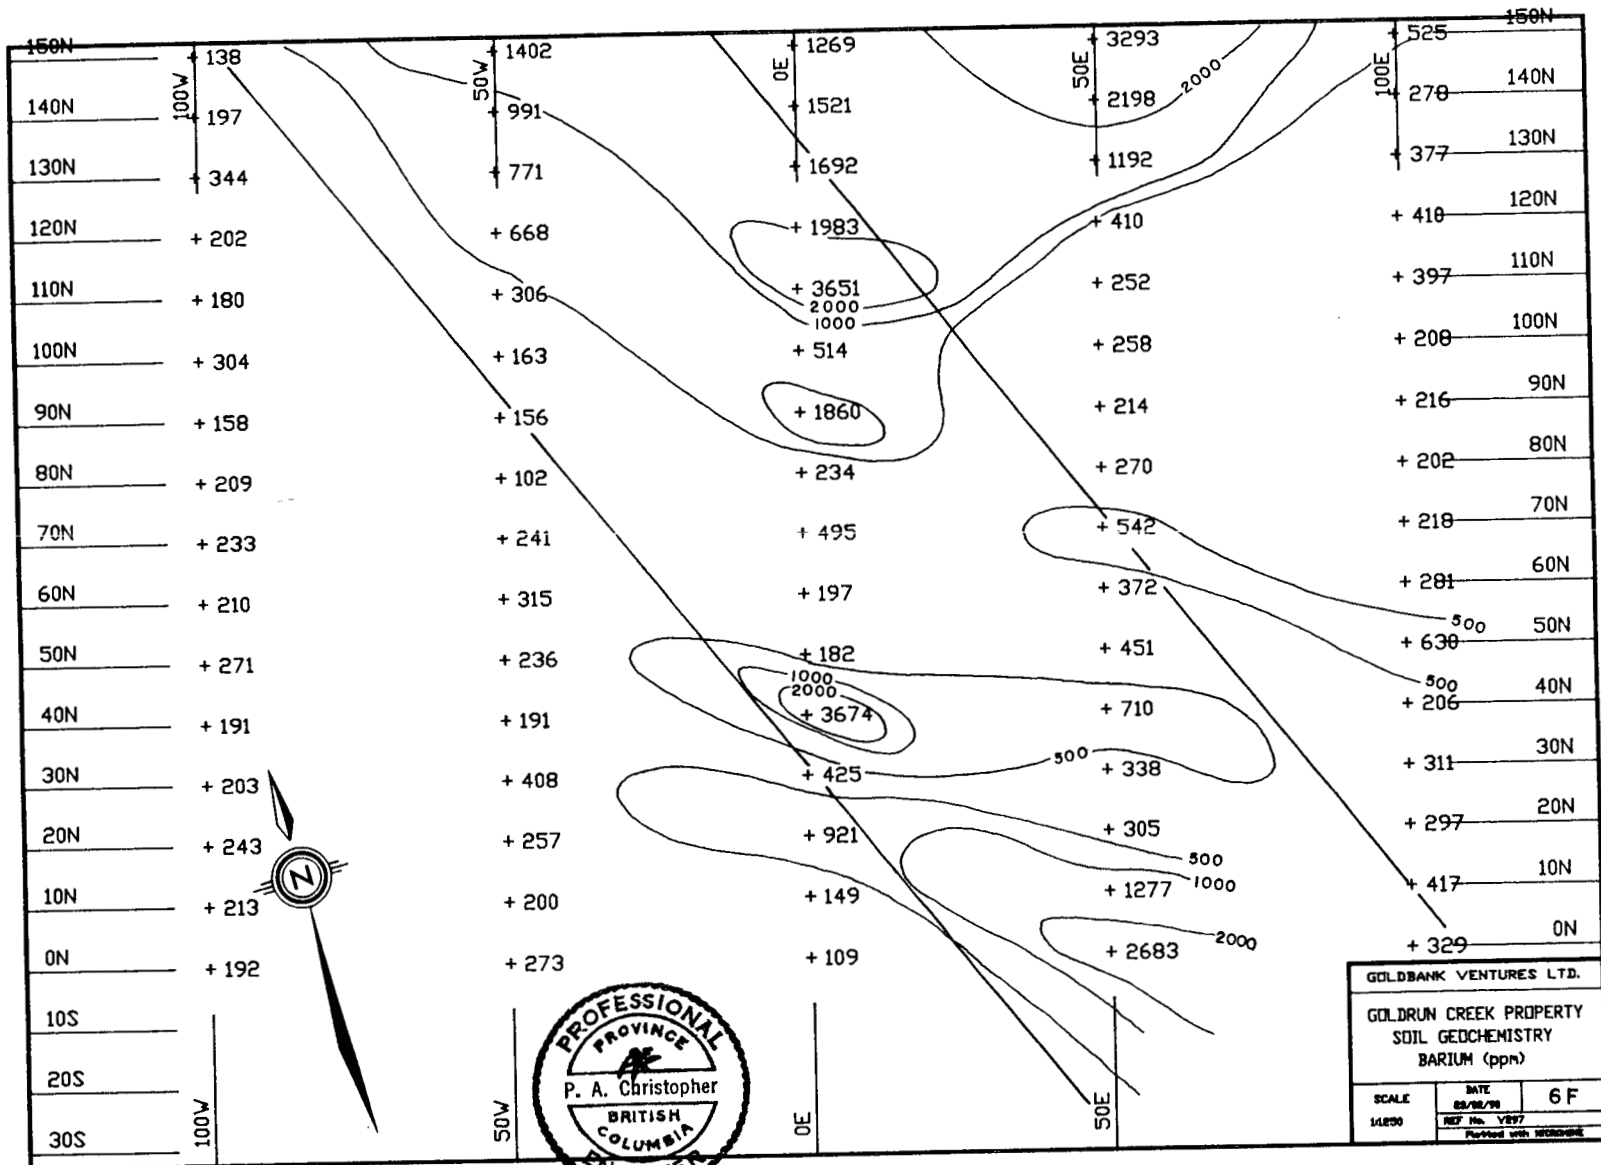 150N 138 1402 1269 3293 525 150N
100W 50W 0E 50E 100E
140N 197 991 1521 2198 2000 278 140N
130N 344 771 1692 1192 377 130N
120N 202 668 1983 410 418 120N
110N 180 306 3651 252 397 110N
2000
1000
100N 304 163 514 258 208 100N
90N 158 156 1860 214 216 90N
80N 209 102 234 270 202 80N
70N 233 241 495 542 218 70N
60N 210 315 197 372 281 60N
500
50N 271 236 182 451 630 50N
1000 500
2000
40N 191 191 3674 710 206 40N
500
30N 203 408 425 338 311 30N
20N 243 257 921 305 297 20N
500
1000
10N 213 200 149 1277 417 10N
2000
0N 192 273 109 2683 329 0N
10S
20S
30S
100W 50W 0E 50E
N
PROFESSIONAL
PROVINCE
P. A. Christopher
BRITISH
COLUMBIA
GOLDBANK VENTURES LTD.
GOLDRUN CREEK PROPERTY
SOIL GEOCHEMISTRY
BARIUM (ppm)
SCALE
DATE
6 F
REF No. V297
Plotted with